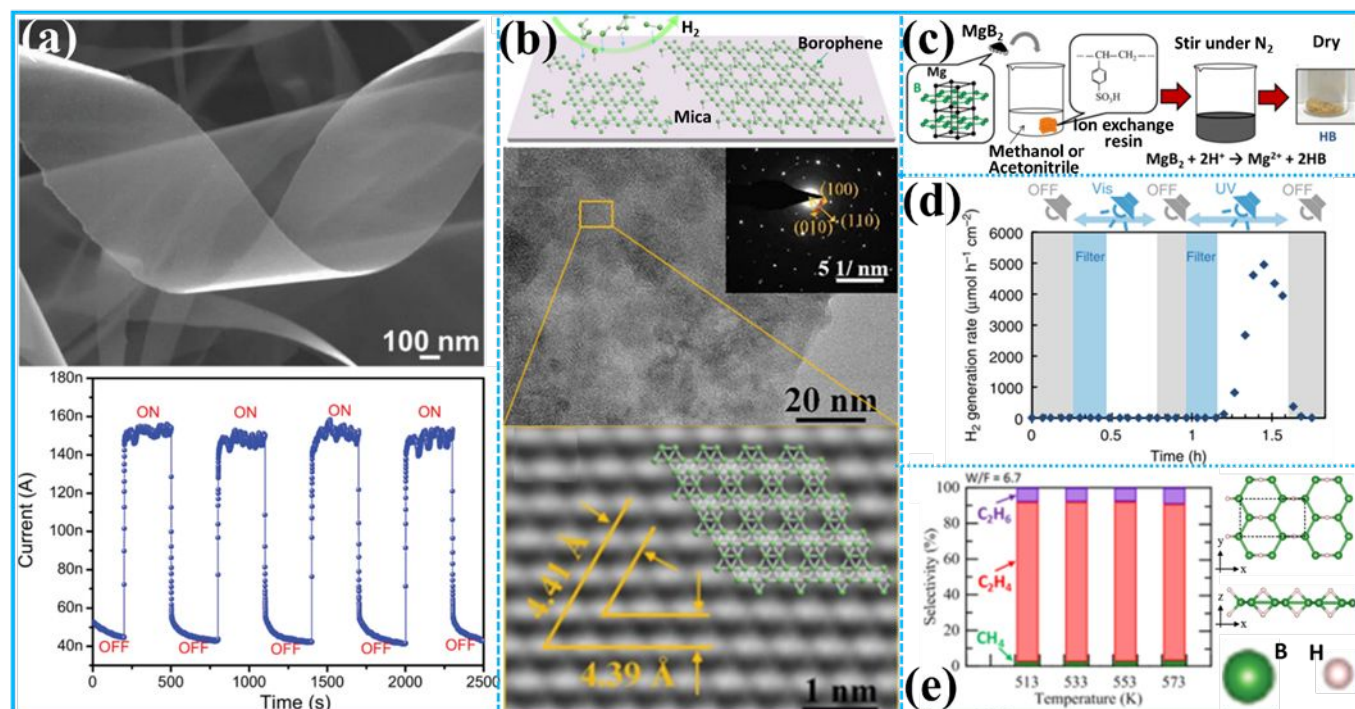 (a)
100 nm
Current (A)
180n
160n
140n
120n
100n
80n
60n
40n
ON
ON
ON
ON
OFF
OFF
OFF
OFF
OFF
0
500
1000
1500
2000
2500
Time (s)
(b)
H2
Borophene
Mica
(100)
(010)
(110)
5 1/ nm
20 nm
4.41 Å
4.39 Å
1 nm
(c)
MgB2
Mg
B
—CH—CH2—
SO3H
Ion exchange
resin
Methanol or
Acetonitrile
Stir under N2
Dry
HB
MgB2 + 2H+ → Mg2+ + 2HB
(d)
OFF
Vis
OFF
UV
OFF
Filter
Filter
H2 generation rate (μmol h−1 cm−2)
6000
5000
4000
3000
2000
1000
0
0
0.5
1
1.5
Time (h)
(e)
W/F = 6.7
Selectivity (%)
100
80
60
40
20
0
C2H6
C2H4
CH4
513
533
553
573
Temperature (K)
y
x
z
x
B
H